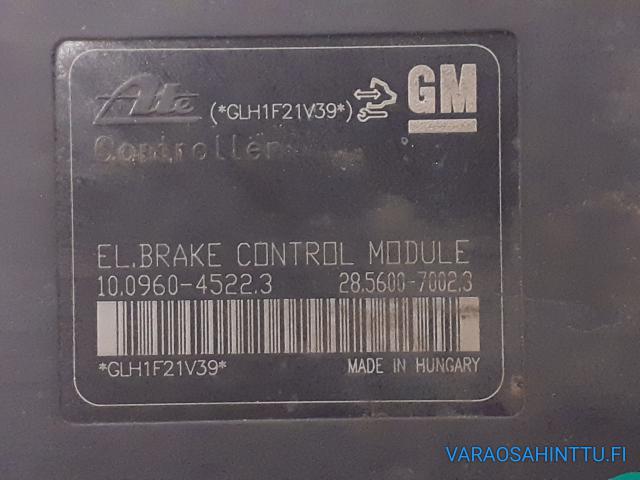 Ate (*GLH1F21V39*) GM
Controller
EL.BRAKE CONTROL MODULE
10.0960-4522.3 28.5600-7002.3
*GLH1F21V39* MADE IN HUNGARY
VARAOSAHINTTU.FI